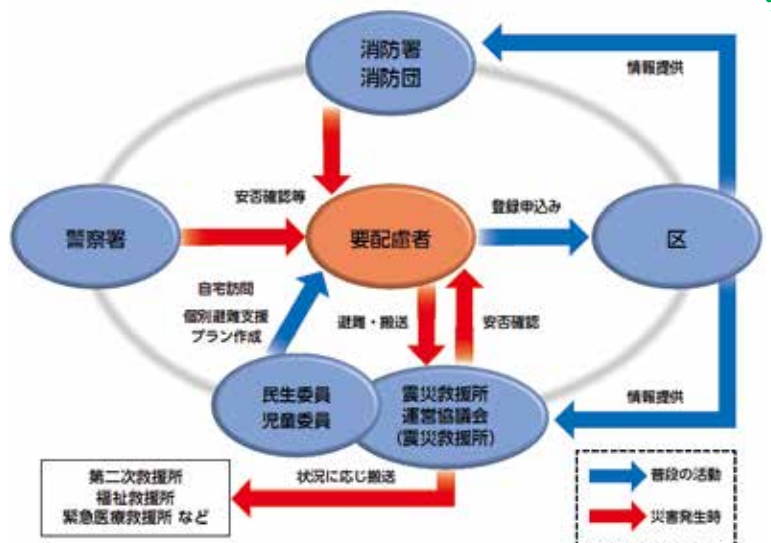 消防署
消防団
情報提供
安否確認等
登録申込み
警察署
要配慮者
区
自宅訪問
個別避難支援
プラン作成
避難・搬送
安否確認
民生委員
児童委員
震災救援所
運営協議会
(震災救援所)
情報提供
第二次救援所
福祉救援所
緊急医療救援所 など
状況に応じ搬送
普段の活動
災害発生時